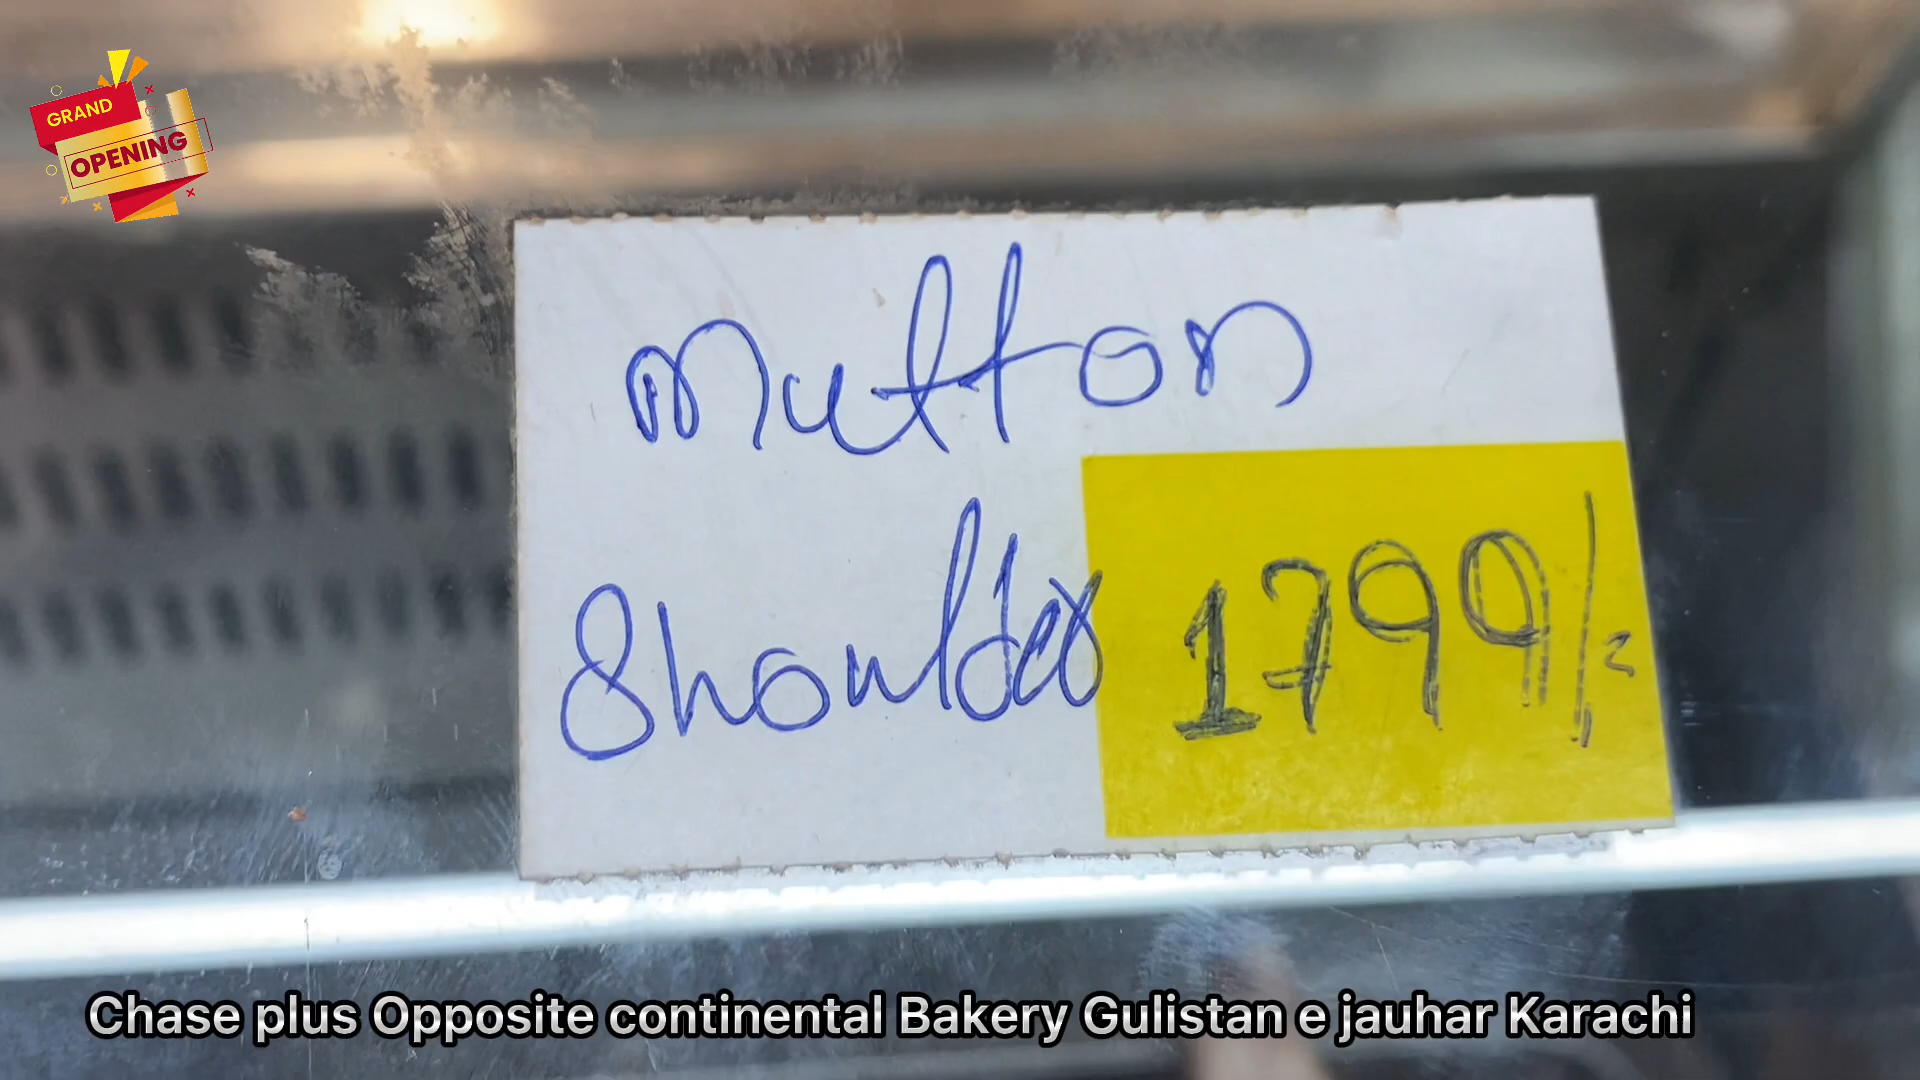 GRAND
OPENING
Mutton
Shoulder 1799/=
Chase plus Opposite continental Bakery Gulistan e jauhar Karachi